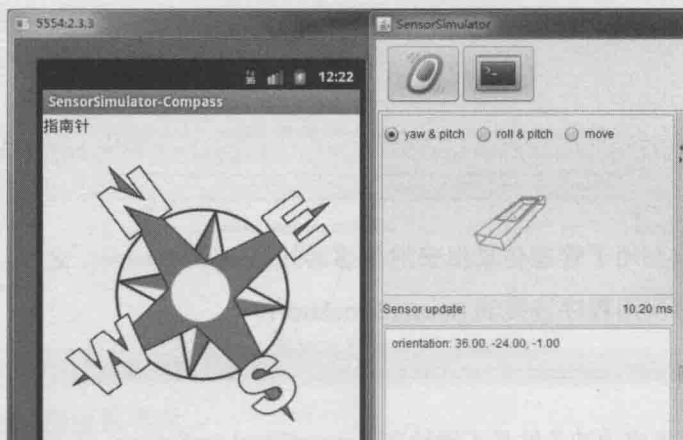 5554:2.3.3
12:22
SensorSimulator-Compass
指南针
N
E
W
S
SensorSimulator
yaw & pitch
roll & pitch
move
Sensor update:
10.20 ms
orientation: 36.00, -24.00, -1.00